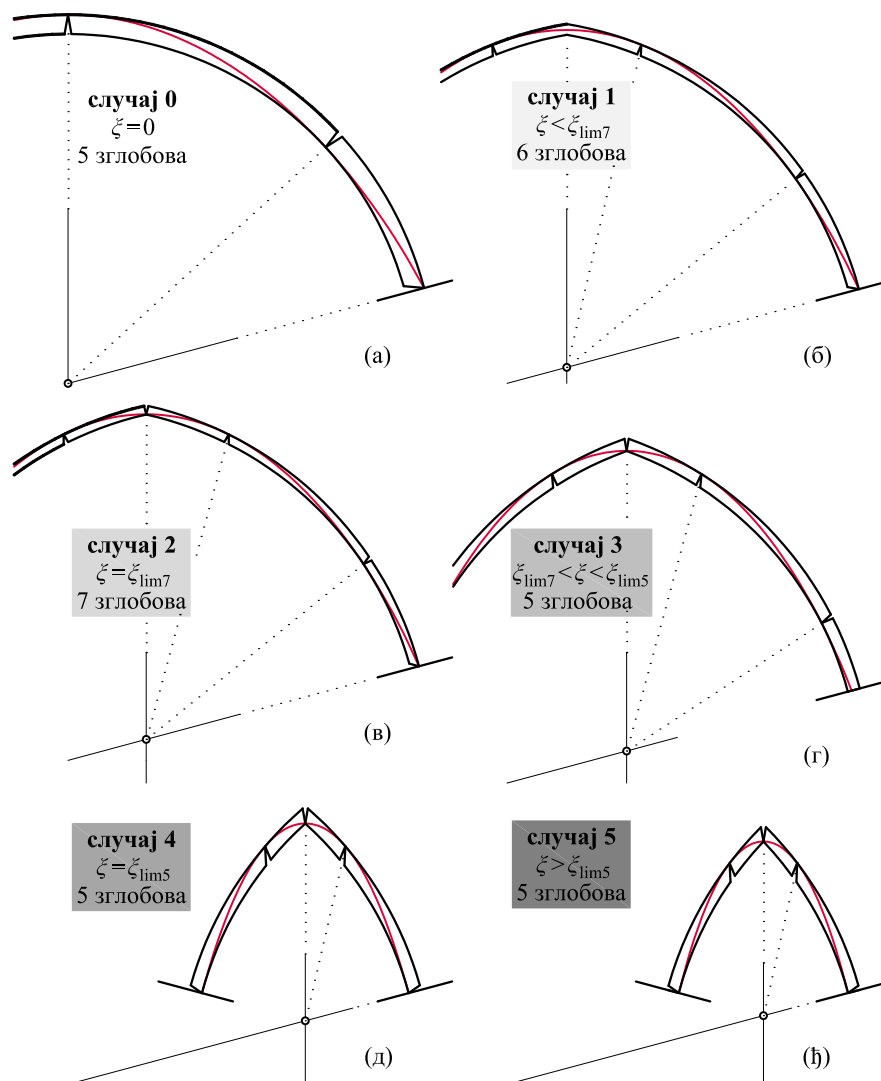 случај 0
ξ=0
5 зглобова
(а)
случај 1
ξ<ξlim7
6 зглобова
(б)
случај 2
ξ=ξlim7
7 зглобова
(в)
случај 3
ξlim7<ξ<ξlim5
5 зглобова
(г)
случај 4
ξ=ξlim5
5 зглобова
(д)
случај 5
ξ>ξlim5
5 зглобова
(ђ)